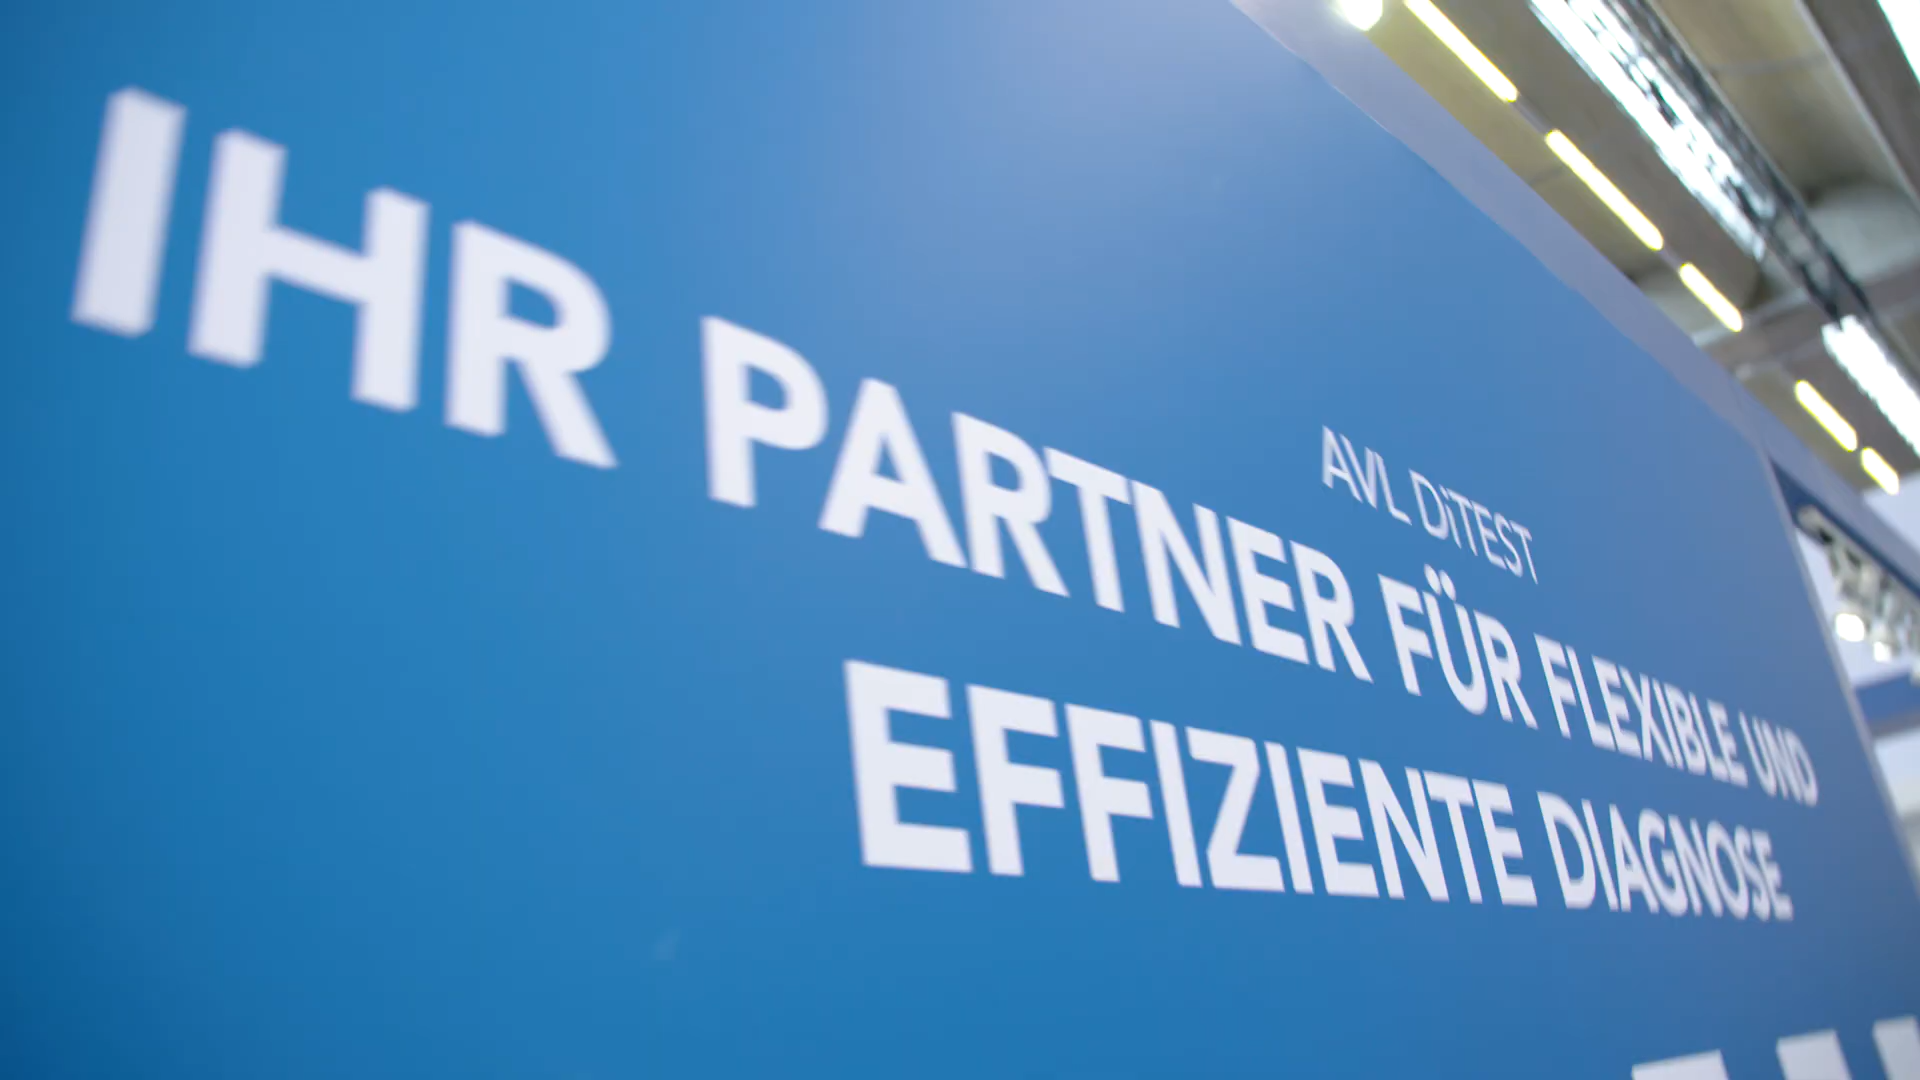 AVL DiTEST
IHR PARTNER FÜR FLEXIBLE UND
EFFIZIENTE DIAGNOSE